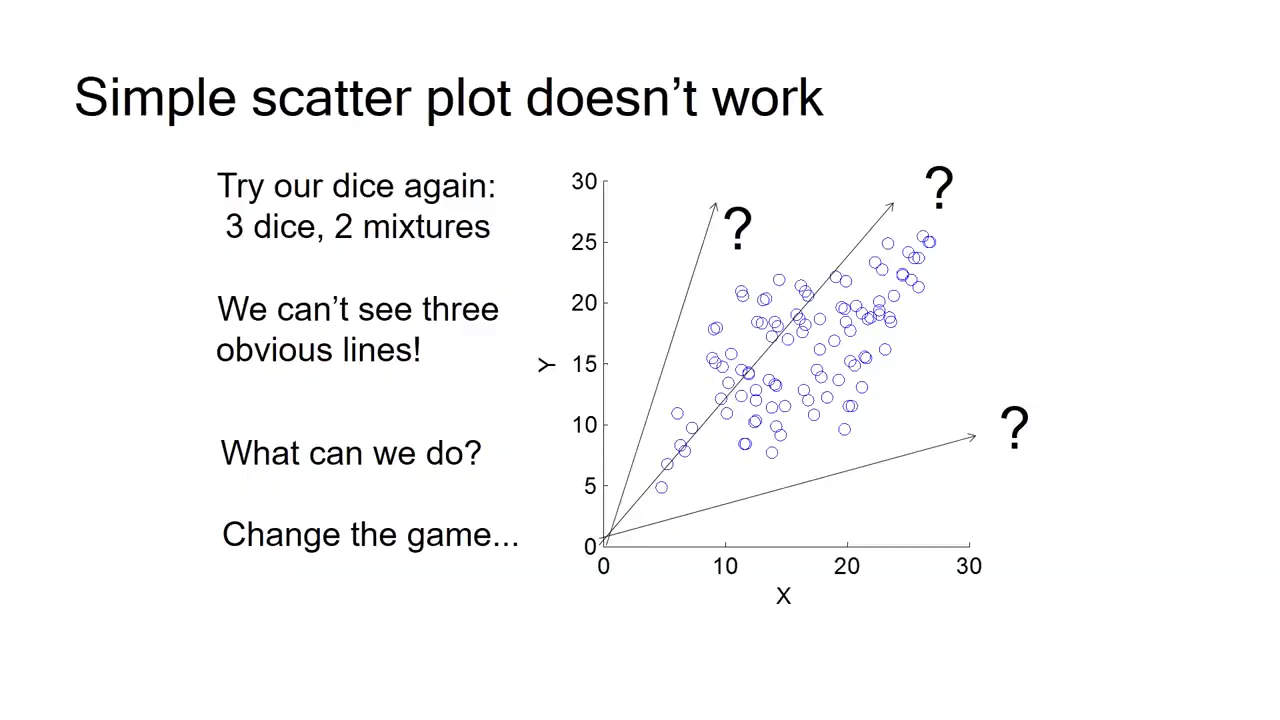 Simple scatter plot doesn’t work
Try our dice again:
3 dice, 2 mixtures
We can’t see three
obvious lines!
What can we do?
Change the game...
30
25
20
15
10
5
0
Y
0 10 20 30
X
?
?
?